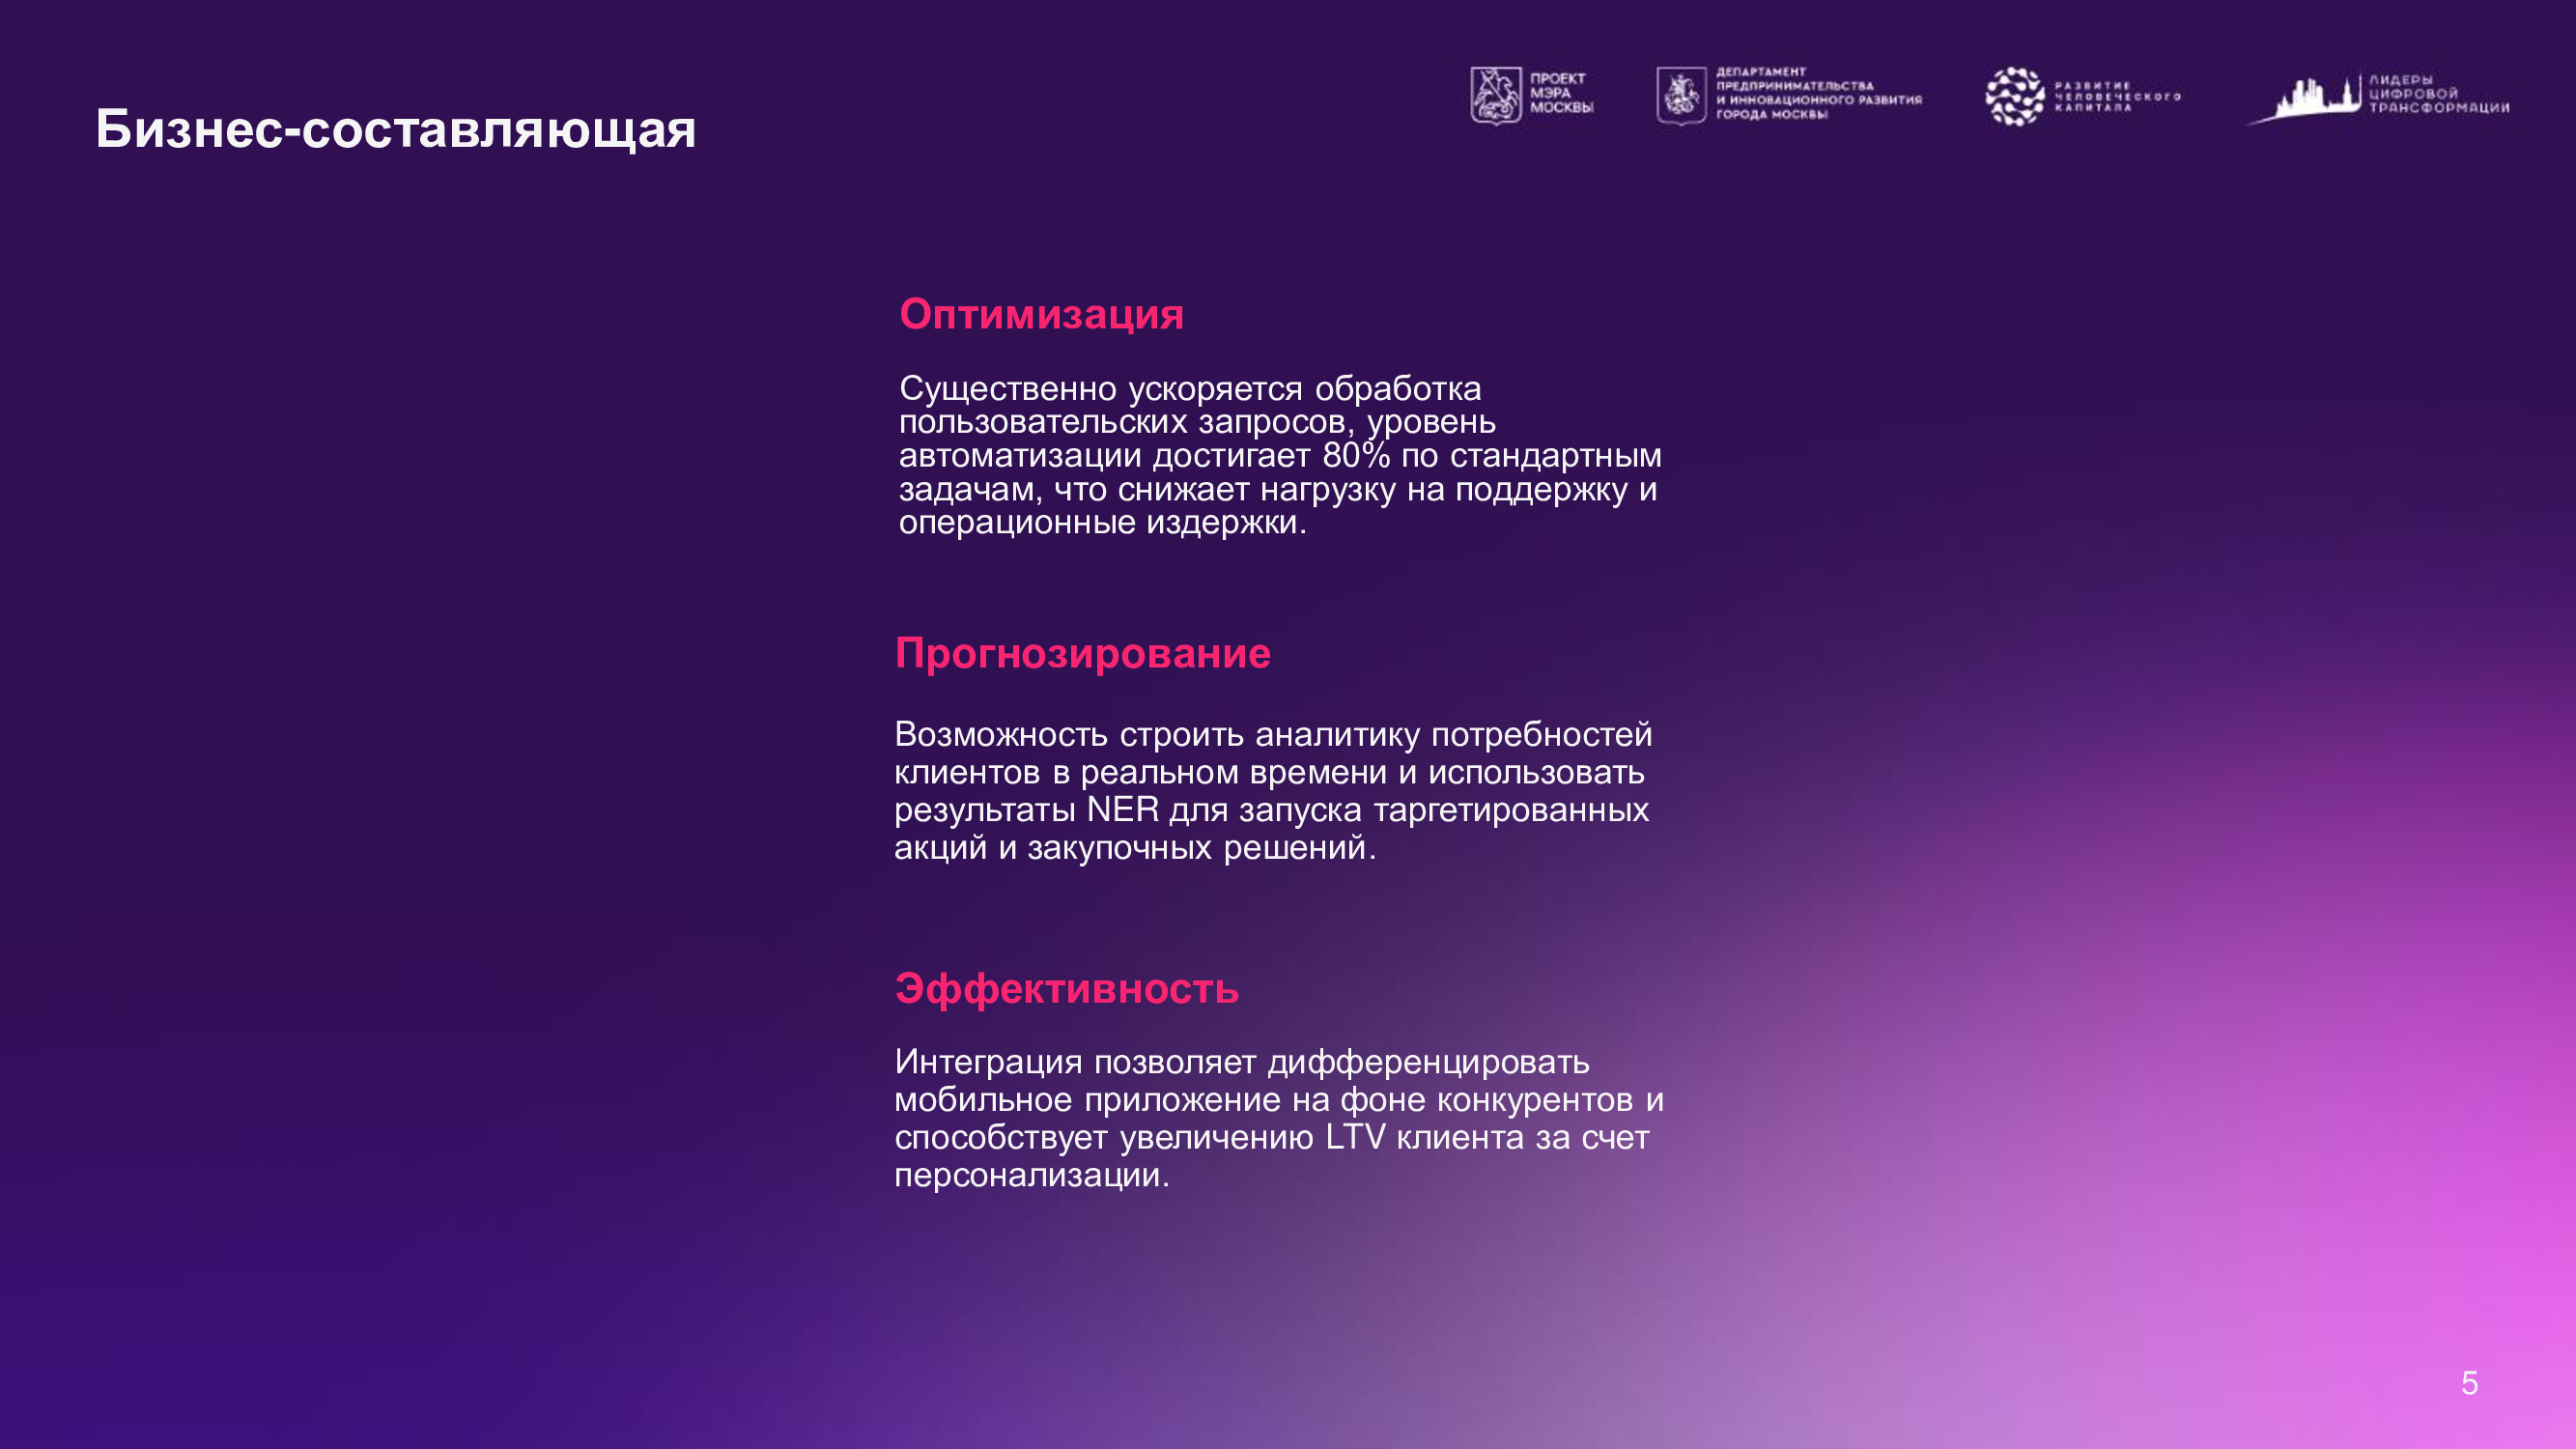 Бизнес-составляющая
ПРОЕКТ
МЭРА
МОСКВЫ
ДЕПАРТАМЕНТ
ПРЕДПРИНИМАТЕЛЬСТВА
И ИННОВАЦИОННОГО РАЗВИТИЯ
ГОРОДА МОСКВЫ
РАЗВИТИЕ
ЧЕЛОВЕЧЕСКОГО
КАПИТАЛА
ЛИДЕРЫ
ЦИФРОВОЙ
ТРАНСФОРМАЦИИ
Оптимизация
Существенно ускоряется обработка
пользовательских запросов, уровень
автоматизации достигает 80% по стандартным
задачам, что снижает нагрузку на поддержку и
операционные издержки.
Прогнозирование
Возможность строить аналитику потребностей
клиентов в реальном времени и использовать
результаты NER для запуска таргетированных
акций и закупочных решений.
Эффективность
Интеграция позволяет дифференцировать
мобильное приложение на фоне конкурентов и
способствует увеличению LTV клиента за счет
персонализации.
5